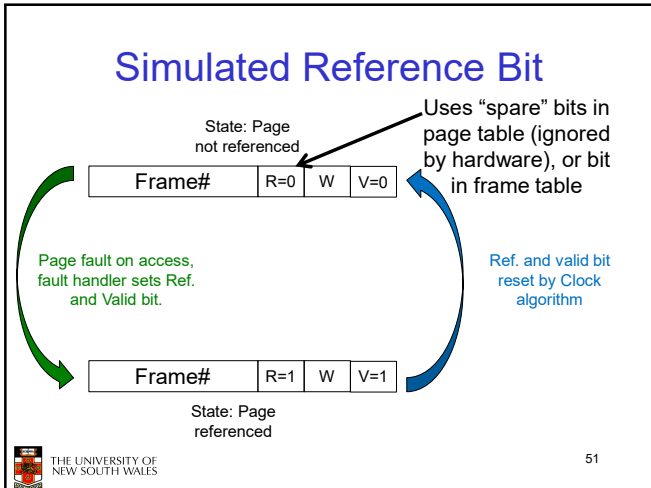 Simulated Reference Bit
State: Page
not referenced
Uses “spare” bits in
page table (ignored
by hardware), or bit
in frame table
Frame# R=0 W V=0
Page fault on access,
fault handler sets Ref.
and Valid bit.
Ref. and valid bit
reset by Clock
algorithm
Frame# R=1 W V=1
State: Page
referenced
THE UNIVERSITY OF
NEW SOUTH WALES
51